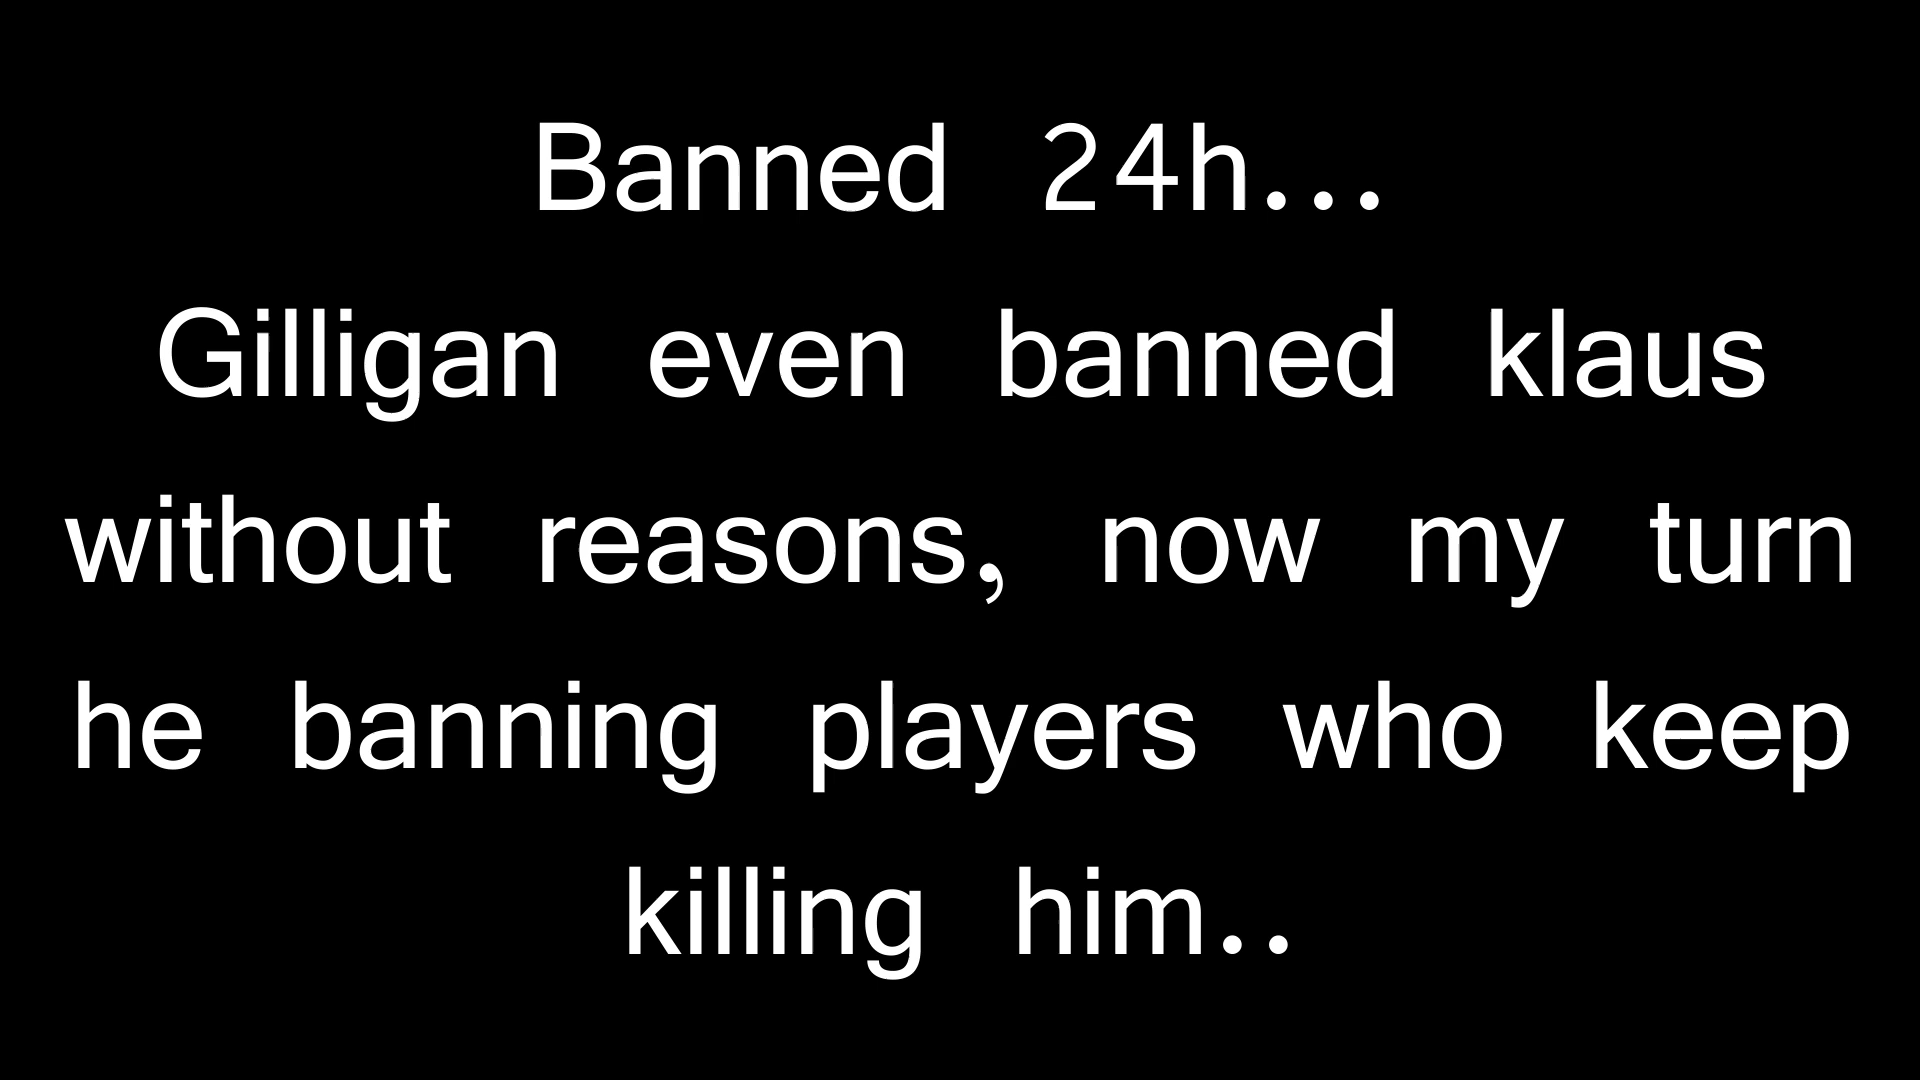 Banned 24h...
Gilligan even banned klaus
without reasons, now my turn
he banning players who keep
killing him..